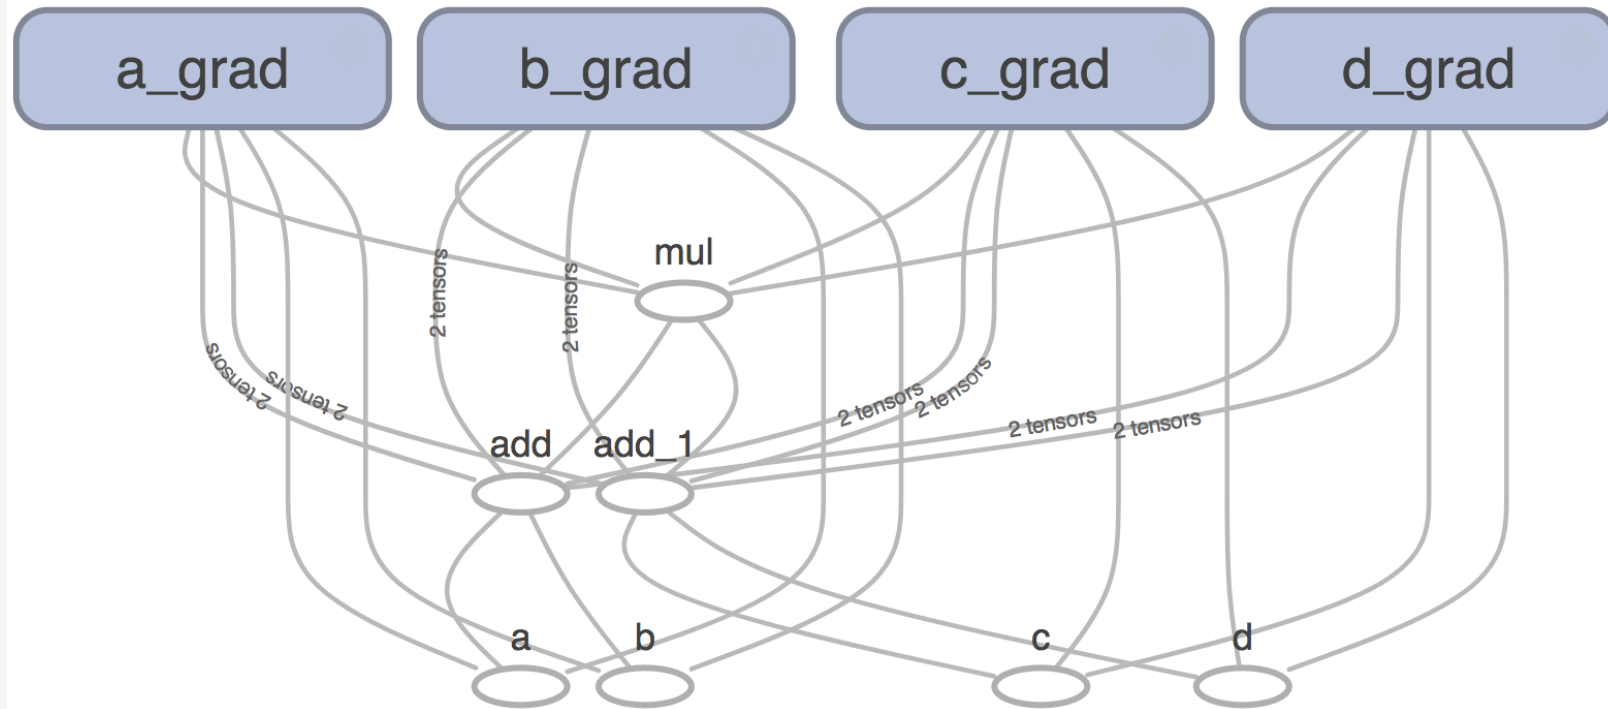 a_grad
b_grad
c_grad
d_grad
mul
2 tensors
2 tensors
2 tensors
2 tensors
2 tensors
2 tensors
2 tensors
2 tensors
add
add_1
a
b
c
d